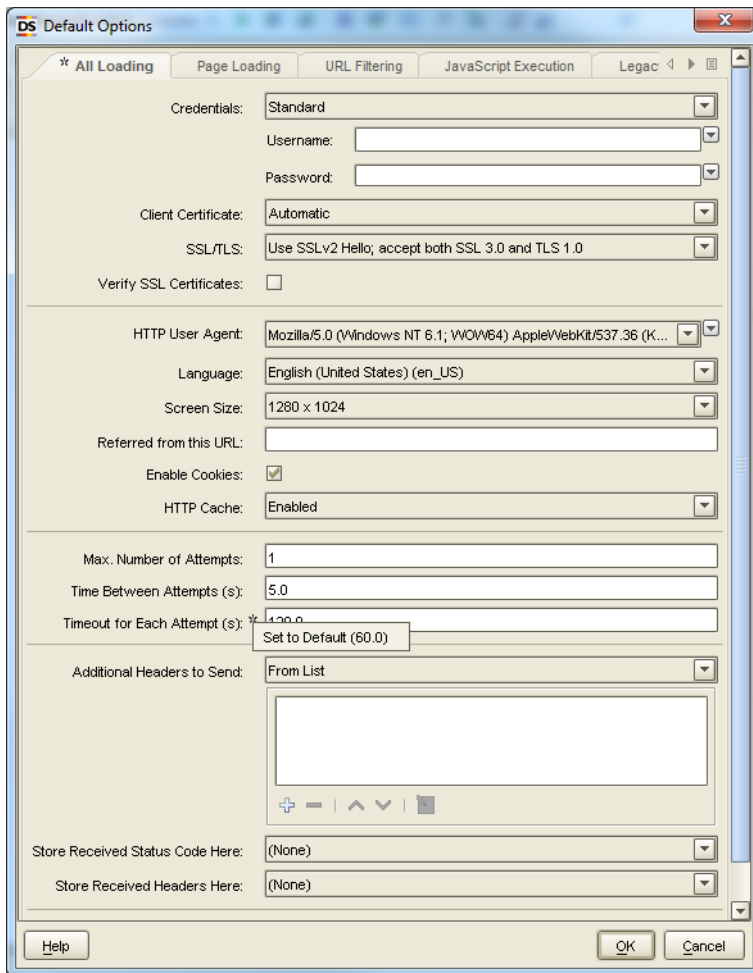 DS Default Options
* All Loading Page Loading URL Filtering JavaScript Execution Legac
Credentials: Standard
Username:
Password:
Client Certificate: Automatic
SSL/TLS: Use SSLv2 Hello; accept both SSL 3.0 and TLS 1.0
Verify SSL Certificates:
HTTP User Agent: Mozilla/5.0 (Windows NT 6.1; WOW64) AppleWebKit/537.36 (K...
Language: English (United States) (en_US)
Screen Size: 1280 x 1024
Referred from this URL:
Enable Cookies:
HTTP Cache: Enabled
Max. Number of Attempts: 1
Time Between Attempts (s): 5.0
Timeout for Each Attempt (s): *
Set to Default (60.0)
Additional Headers to Send: From List
Store Received Status Code Here: (None)
Store Received Headers Here: (None)
Help OK Cancel